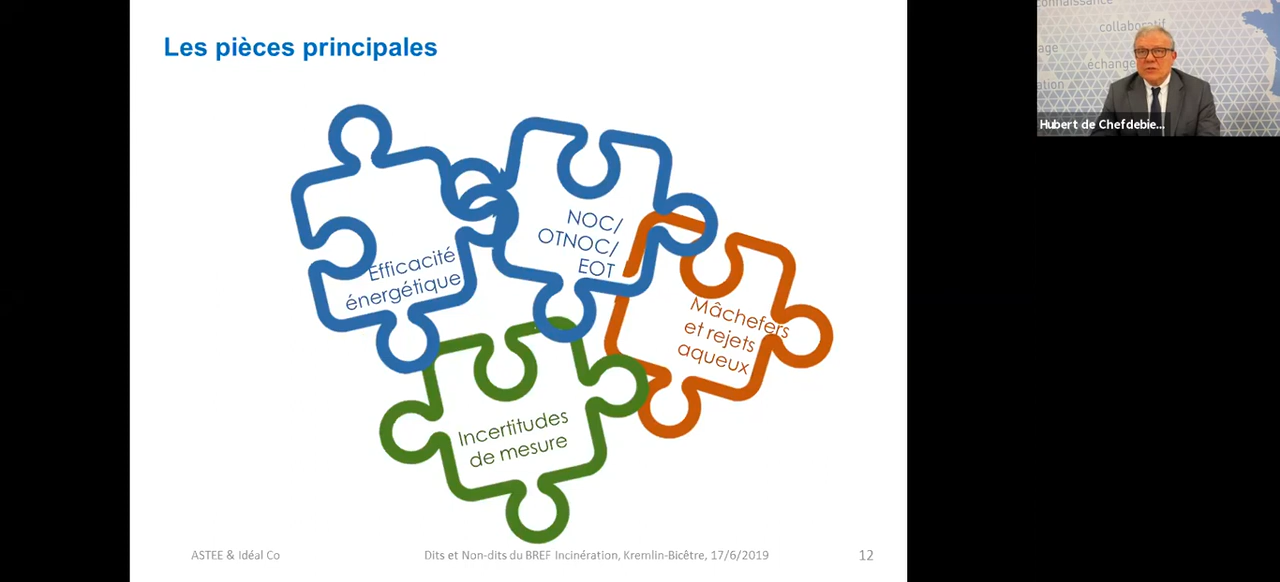 Les pièces principales
connaissance
collaboratif
échange
Hubert de Chefdebie...
NOC/
OTNOC/
EOT
Efficacité
énergétique
Mâchefers
et rejets
aqueux
Incertitudes
de mesure
ASTEE & Idéal Co
Dits et Non-dits du BREF Incinération, Kremlin-Bicêtre, 17/6/2019
12